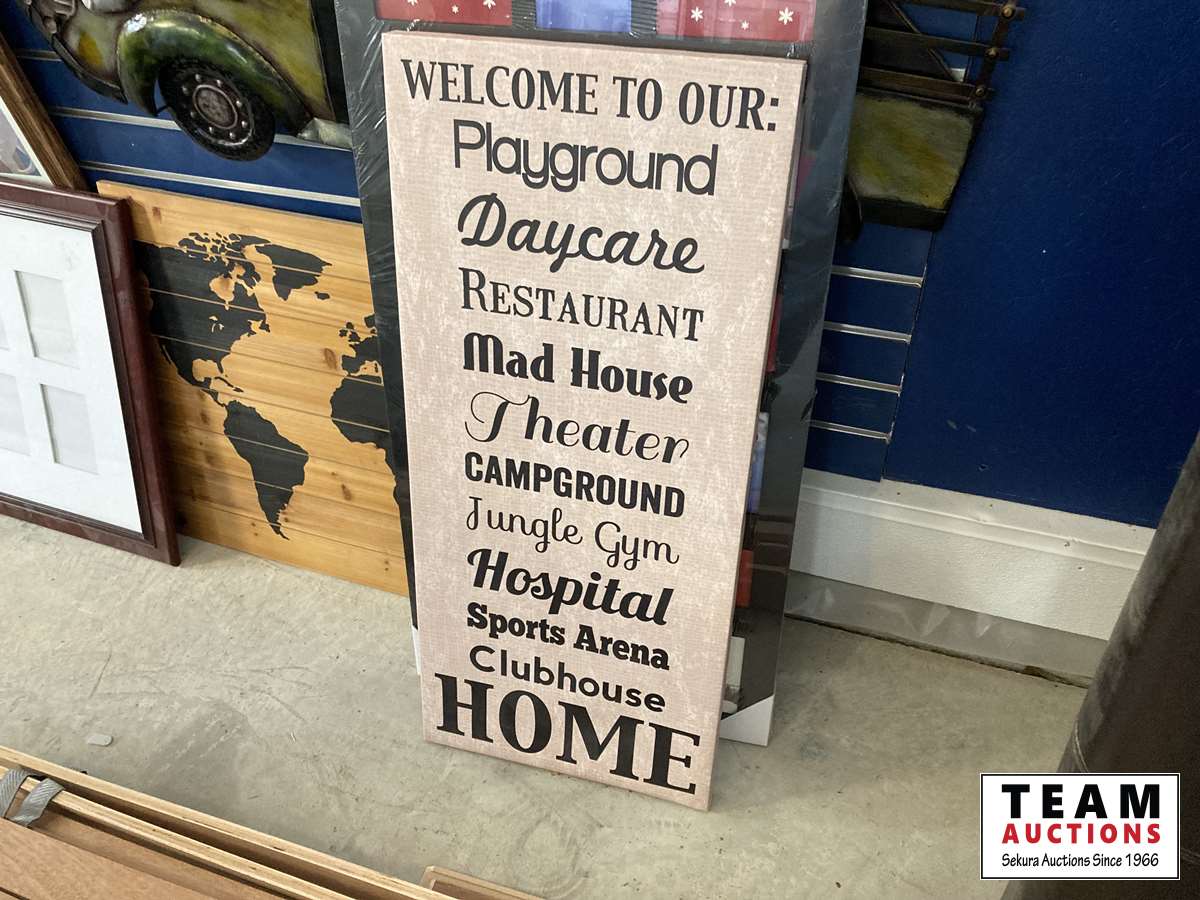 WELCOME TO OUR:
Playground
Daycare
RESTAURANT
Mad House
Theater
CAMPGROUND
Jungle Gym
Hospital
Sports Arena
Clubhouse
HOME
TEAM
AUCTIONS
Sekura Auctions Since 1966